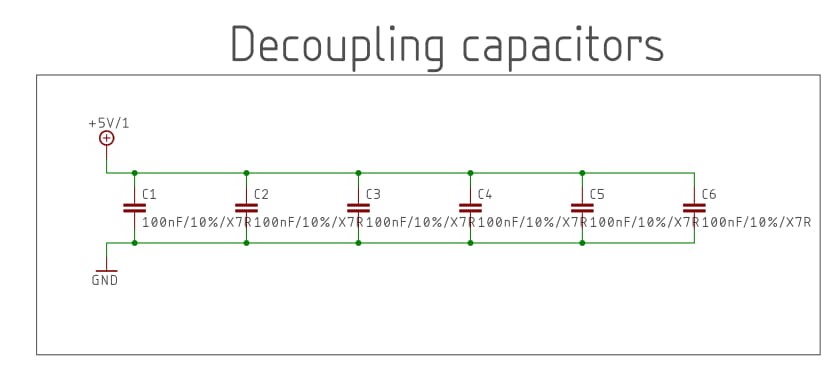 Decoupling capacitors
+5V/1
C1 C2 C3 C4 C5 C6
100nF/10%/X7R 100nF/10%/X7R 100nF/10%/X7R 100nF/10%/X7R 100nF/10%/X7R 100nF/10%/X7R
GND